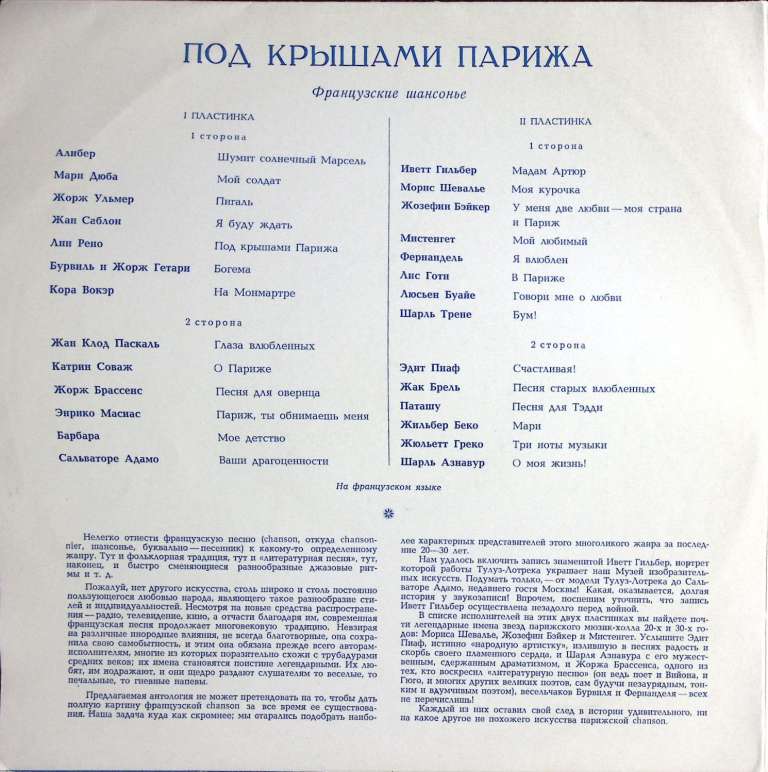 ПОД КРЫШАМИ ПАРИЖА
Французские шансонье
I ПЛАСТИНКА
1 сторона
Алибер Шумит солнечный Марсель
Мари Дюба Мой солдат
Жорж Ульмер Пигаль
Жан Саблон Я буду ждать
Лин Рено Под крышами Парижа
Бурвиль и Жорж Гетари Богема
Кора Вокэр На Монмартре
2 сторона
Жан Клод Паскаль Глаза влюбленных
Катрин Соваж О Париже
Жорж Брассенс Песня для овернца
Энрико Масиас Париж, ты обнимаешь меня
Барбара Мое детство
Сальваторе Адамо Ваши драгоценности
II ПЛАСТИНКА
1 сторона
Иветт Гильбер Мадам Артюр
Морис Шевалье Моя курочка
Жозефин Бэйкер У меня две любви — моя страна
и Париж
Мистенгет Мой любимый
Фернандель Я влюблен
Лис Готи В Париже
Люсьен Буайе Говори мне о любви
Шарль Трене Бум!
2 сторона
Эдит Пиаф Счастливая!
Жак Брель Песня старых влюбленных
Паташу Песня для Тэдди
Жильбер Беко Мари
Жюльетт Греко Три ноты музыки
Шарль Азнавур О моя жизнь!
На французском языке
Нелегко отнести французскую песню (chanson, откуда chanson-
nier, шансонье, буквально — песенник) к какому-то определенному
жанру. Тут и фольклорная традиция, тут и «литературная песня», тут,
наконец, и быстро сменяющиеся разнообразные джазовые рит-
мы и т. д.
Пожалуй, нет другого искусства, столь широко и столь постоянно
пользующегося любовью народа, являющего такое разнообразие сти-
лей и индивидуальностей. Несмотря на новые средства распростране-
ния — радио, телевидение, кино, а отчасти благодаря им, современная
французская песня продолжает многовековую традицию. Невзирая
на различные инородные влияния, не всегда благотворные, она сохра-
нила свою самобытность, и этим она обязана прежде всего авторам-
исполнителям, многие из которых поразительно схожи с трубадурами
средних веков; их имена становятся поистине легендарными. Их лю-
бят, им подражают, и они щедро раздают слушателям то веселые, то
печальные, то гневные напевы.
Предлагаемая антология не может претендовать на то, чтобы дать
полную картину французской chanson за все время ее существова-
ния. Наша задача куда как скромнее; мы старались подобрать наибо-
лее характерных представителей этого многоликого жанра за послед-
ние 20—30 лет.
Нам удалось включить запись знаменитой Иветт Гильбер, портрет
которой работы Тулуз-Лотрека украшает наш Музей изобразитель-
ных искусств. Подумать только, — от модели Тулуз-Лотрека до Саль-
ваторе Адамо, недавнего гостя Москвы! Какая, оказывается, долгая
история у звукозаписи! Впрочем, поспешим уточнить, что запись
Иветт Гильбер осуществлена незадолго перед войной.
В списке исполнителей на этих двух пластинках вы найдете поч-
ти легендарные имена звезд парижского мюзик-холла 20-х и 30-х го-
дов: Мориса Шевалье, Жозефин Бэйкер и Мистенгет. Услышите Эдит
Пиаф, истинно «народную артистку», излившую в песнях радость и
скорбь своего пламенного сердца, и Шарля Азнавура с его мужест-
венным, сдержанным драматизмом, и Жоржа Брассенса, одного из
тех, кто воскресил «литературную песню» (он ведь поет и Вийона, и
Гюго, и многих других великих поэтов, сам будучи незаурядным, тон-
ким и вдумчивым поэтом), весельчаков Бурвиля и Фернанделя — всех
не перечислишь!
Каждый из них оставил свой след в истории удивительного, ни
на какое другое не похожего искусства парижской chanson.